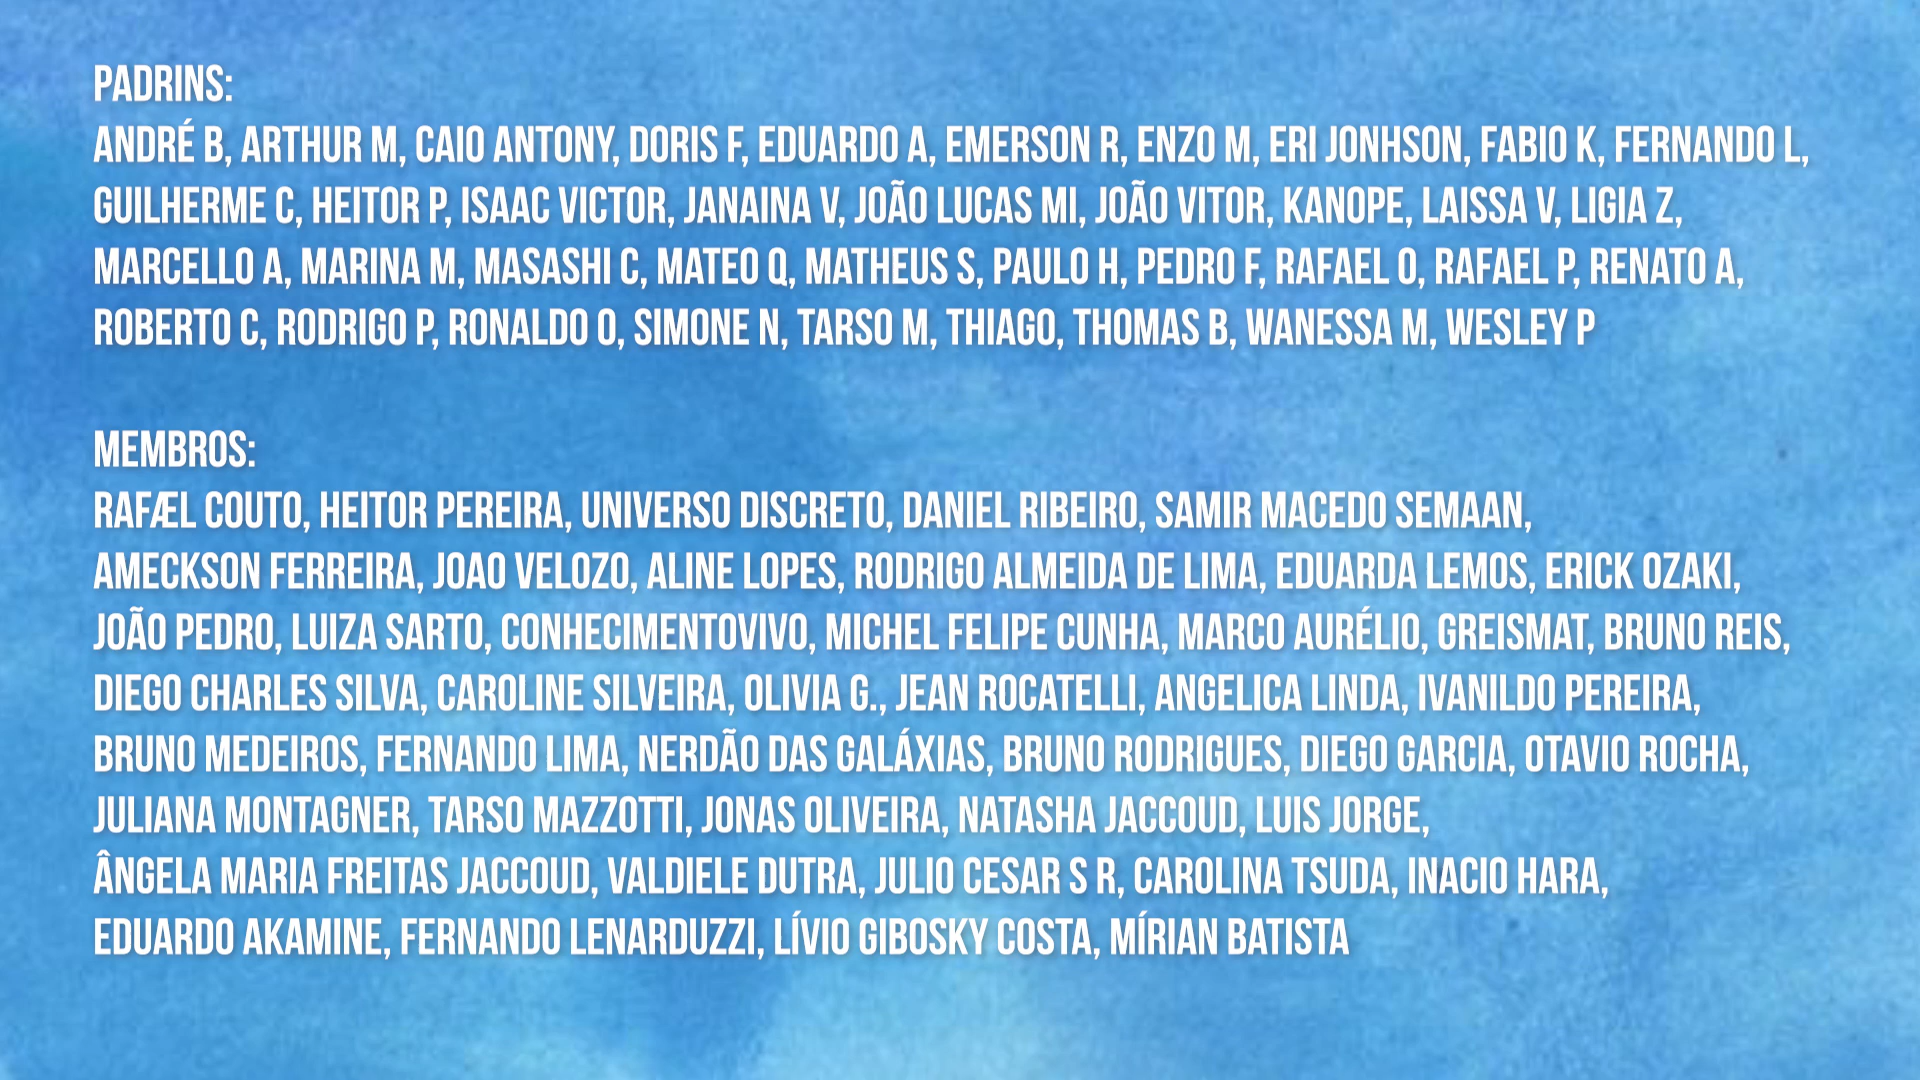 PADRINS:
ANDRÉ B, ARTHUR M, CAIO ANTONY, DORIS F, EDUARDO A, EMERSON R, ENZO M, ERI JONHSON, FABIO K, FERNANDO L,
GUILHERME C, HEITOR P, ISAAC VICTOR, JANAINA V, JOÃO LUCAS MI, JOÃO VITOR, KANOPE, LAISSA V, LIGIA Z,
MARCELLO A, MARINA M, MASASHI C, MATEO Q, MATHEUS S, PAULO H, PEDRO F, RAFAEL O, RAFAEL P, RENATO A,
ROBERTO C, RODRIGO P, RONALDO O, SIMONE N, TARSO M, THIAGO, THOMAS B, WANESSA M, WESLEY P
MEMBROS:
RAFÆL COUTO, HEITOR PEREIRA, UNIVERSO DISCRETO, DANIEL RIBEIRO, SAMIR MACEDO SEMAAN,
AMECKSON FERREIRA, JOAO VELOZO, ALINE LOPES, RODRIGO ALMEIDA DE LIMA, EDUARDA LEMOS, ERICK OZAKI,
JOÃO PEDRO, LUIZA SARTO, CONHECIMENTOVIVO, MICHEL FELIPE CUNHA, MARCO AURÉLIO, GREISMAT, BRUNO REIS,
DIEGO CHARLES SILVA, CAROLINE SILVEIRA, OLIVIA G., JEAN ROCATELLI, ANGELICA LINDA, IVANILDO PEREIRA,
BRUNO MEDEIROS, FERNANDO LIMA, NERDÃO DAS GALÁXIAS, BRUNO RODRIGUES, DIEGO GARCIA, OTAVIO ROCHA,
JULIANA MONTAGNER, TARSO MAZZOTTI, JONAS OLIVEIRA, NATASHA JACCOUD, LUIS JORGE,
ÂNGELA MARIA FREITAS JACCOUD, VALDIELE DUTRA, JULIO CESAR S R, CAROLINA TSUDA, INACIO HARA,
EDUARDO AKAMINE, FERNANDO LENARDUZZI, LÍVIO GIBOSKY COSTA, MÍRIAN BATISTA